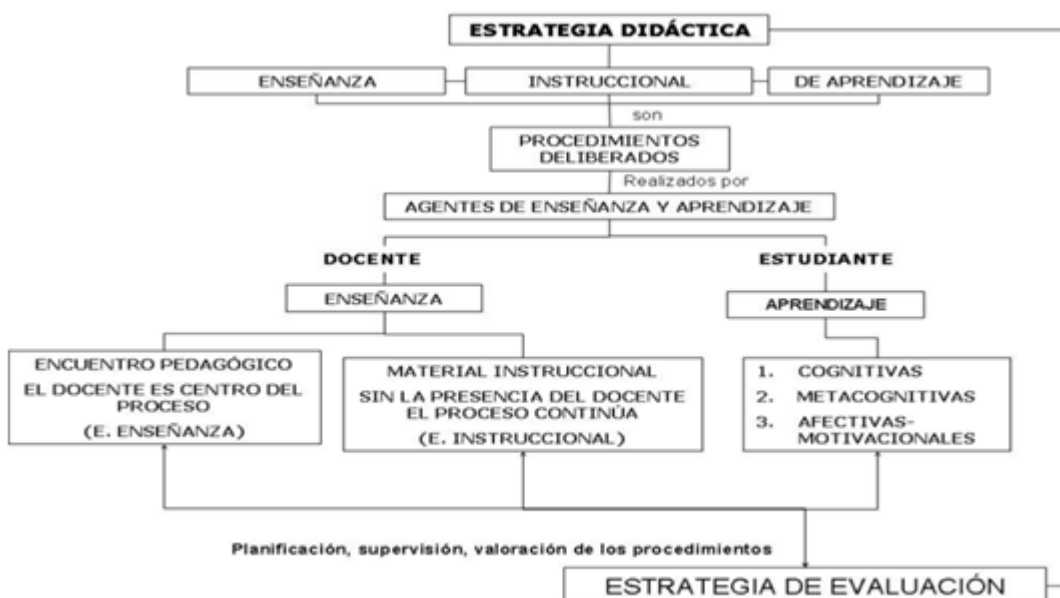 ESTRATEGIA DIDÁCTICA
ENSEÑANZA
INSTRUCCIONAL
DE APRENDIZAJE
son
PROCEDIMIENTOS
DELIBERADOS
Realizados por
AGENTES DE ENSEÑANZA Y APRENDIZAJE
DOCENTE
ESTUDIANTE
ENSEÑANZA
APRENDIZAJE
ENCUENTRO PEDAGÓGICO
EL DOCENTE ES CENTRO DEL
PROCESO
(E. ENSEÑANZA)
MATERIAL INSTRUCCIONAL
SIN LA PRESENCIA DEL DOCENTE
EL PROCESO CONTINÚA
(E. INSTRUCCIONAL)
1. COGNITIVAS
2. METACOGNITIVAS
3. AFECTIVAS-
MOTIVACIONALES
Planificación, supervisión, valoración de los procedimientos
ESTRATEGIA DE EVALUACIÓN